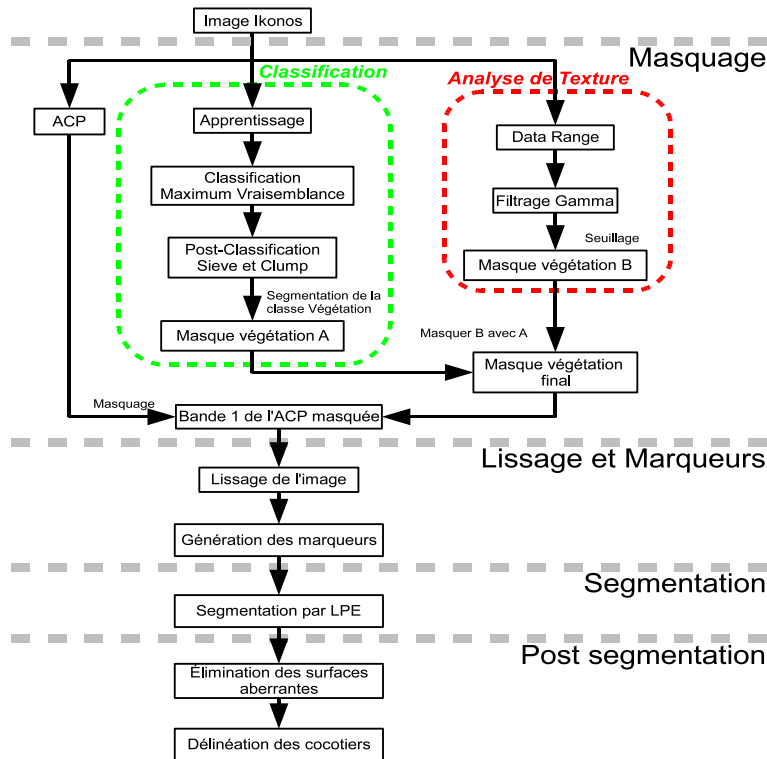 Image Ikonos
Masquage
Classification
Analyse de Texture
ACP
Apprentissage
Data Range
Classification
Maximum Vraisemblance
Filtrage Gamma
Seuillage
Post-Classification
Sieve et Clump
Masque végétation B
Segmentation de la
classe Végétation
Masque végétation A
Masquer B avec A
Masque végétation
final
Masquage
Bande 1 de l'ACP masquée
Lissage et Marqueurs
Lissage de l'image
Génération des marqueurs
Segmentation
Segmentation par LPE
Post segmentation
Élimination des surfaces
aberrantes
Délinéation des cocotiers